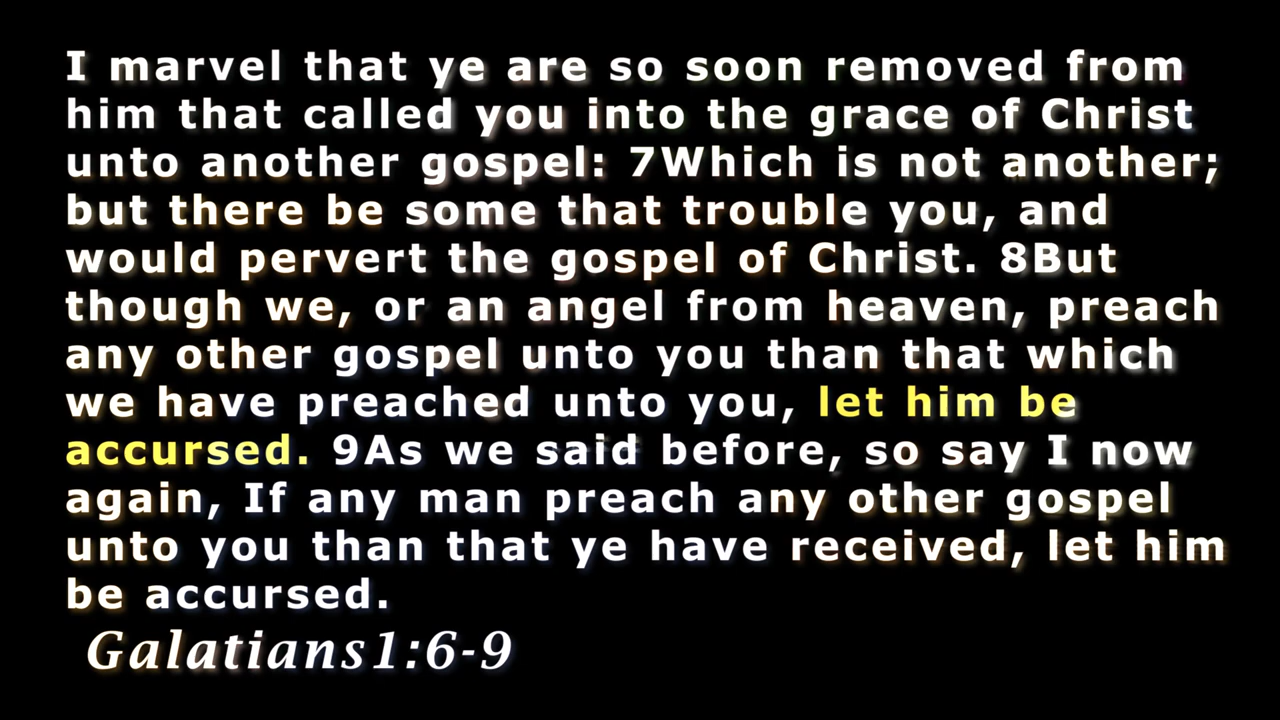 I marvel that ye are so soon removed from
him that called you into the grace of Christ
unto another gospel: 7Which is not another;
but there be some that trouble you, and
would pervert the gospel of Christ. 8But
though we, or an angel from heaven, preach
any other gospel unto you than that which
we have preached unto you, let him be
accursed. 9As we said before, so say I now
again, If any man preach any other gospel
unto you than that ye have received, let him
be accursed.
Galatians1:6-9